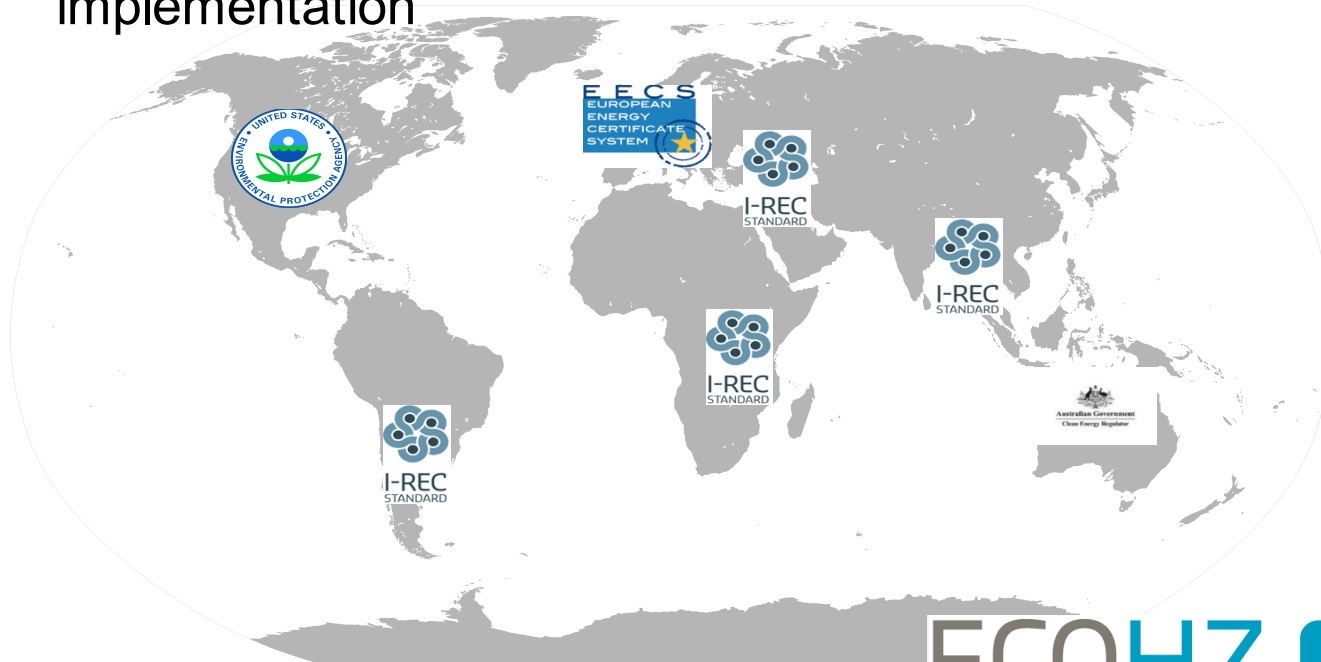 implementation
UNITED STATES
ENVIRONMENTAL PROTECTION AGENCY
EECS
EUROPEAN
ENERGY
CERTIFICATE
SYSTEM
I-REC
STANDARD
I-REC
STANDARD
I-REC
STANDARD
Australian Government
Clean Energy Regulator
I-REC
STANDARD
ECOHZ